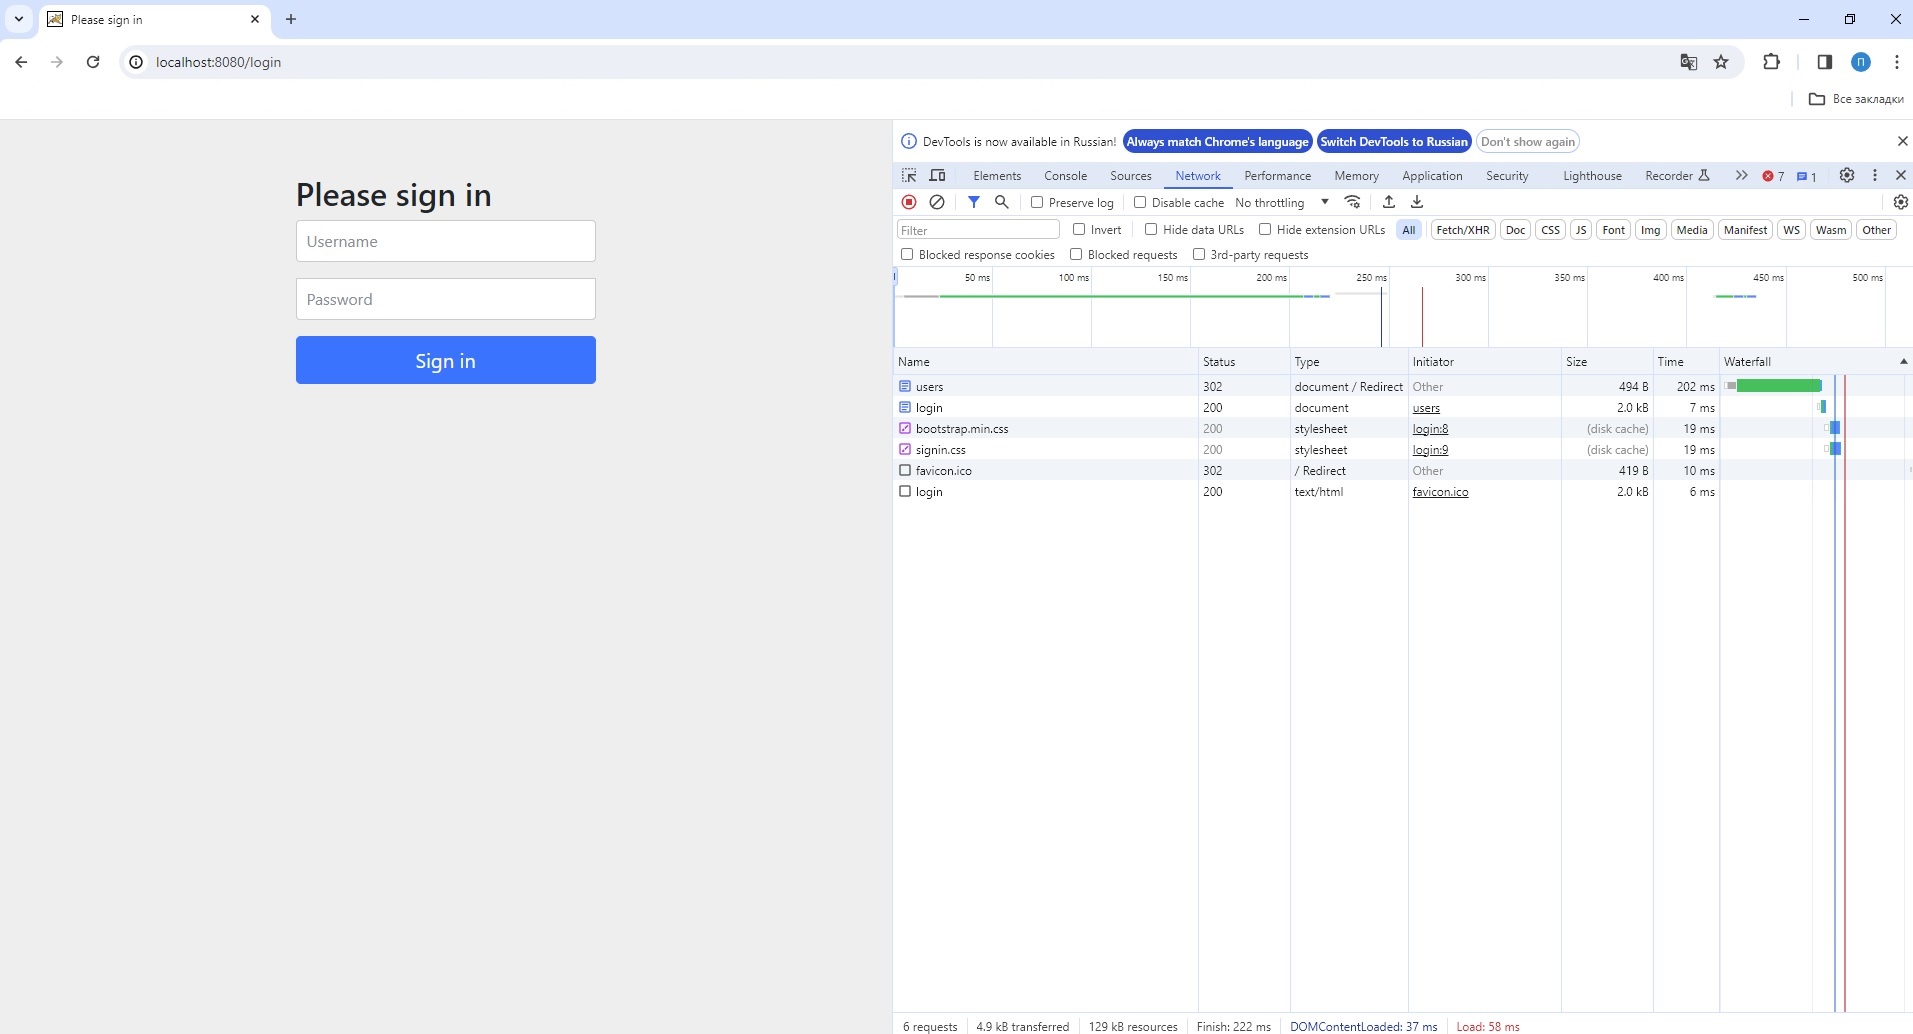 Please sign in
localhost:8080/login
Все закладки
Please sign in
Username
Password
Sign in
DevTools is now available in Russian! Always match Chrome's language Switch DevTools to Russian Don't show again
Elements Console Sources Network Performance Memory Application Security Lighthouse Recorder 7 1
Preserve log Disable cache No throttling
Filter Invert Hide data URLs Hide extension URLs All Fetch/XHR Doc CSS JS Font Img Media Manifest WS Wasm Other
Blocked response cookies Blocked requests 3rd-party requests
50 ms 100 ms 150 ms 200 ms 250 ms 300 ms 350 ms 400 ms 450 ms 500 ms
Name Status Type Initiator Size Time Waterfall
users 302 document / Redirect Other 494 B 202 ms
login 200 document users 2.0 kB 7 ms
bootstrap.min.css 200 stylesheet login:8 (disk cache) 19 ms
signin.css 200 stylesheet login:9 (disk cache) 19 ms
favicon.ico 302 / Redirect Other 419 B 10 ms
login 200 text/html favicon.ico 2.0 kB 6 ms
6 requests 4.9 kB transferred 129 kB resources Finish: 222 ms DOMContentLoaded: 37 ms Load: 58 ms